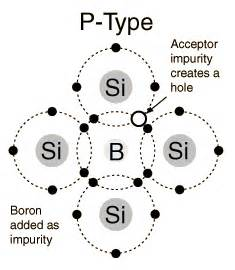 P-Type
Acceptor
impurity
creates a
hole
Si
Si
B
Si
Boron
added as
impurity
Si